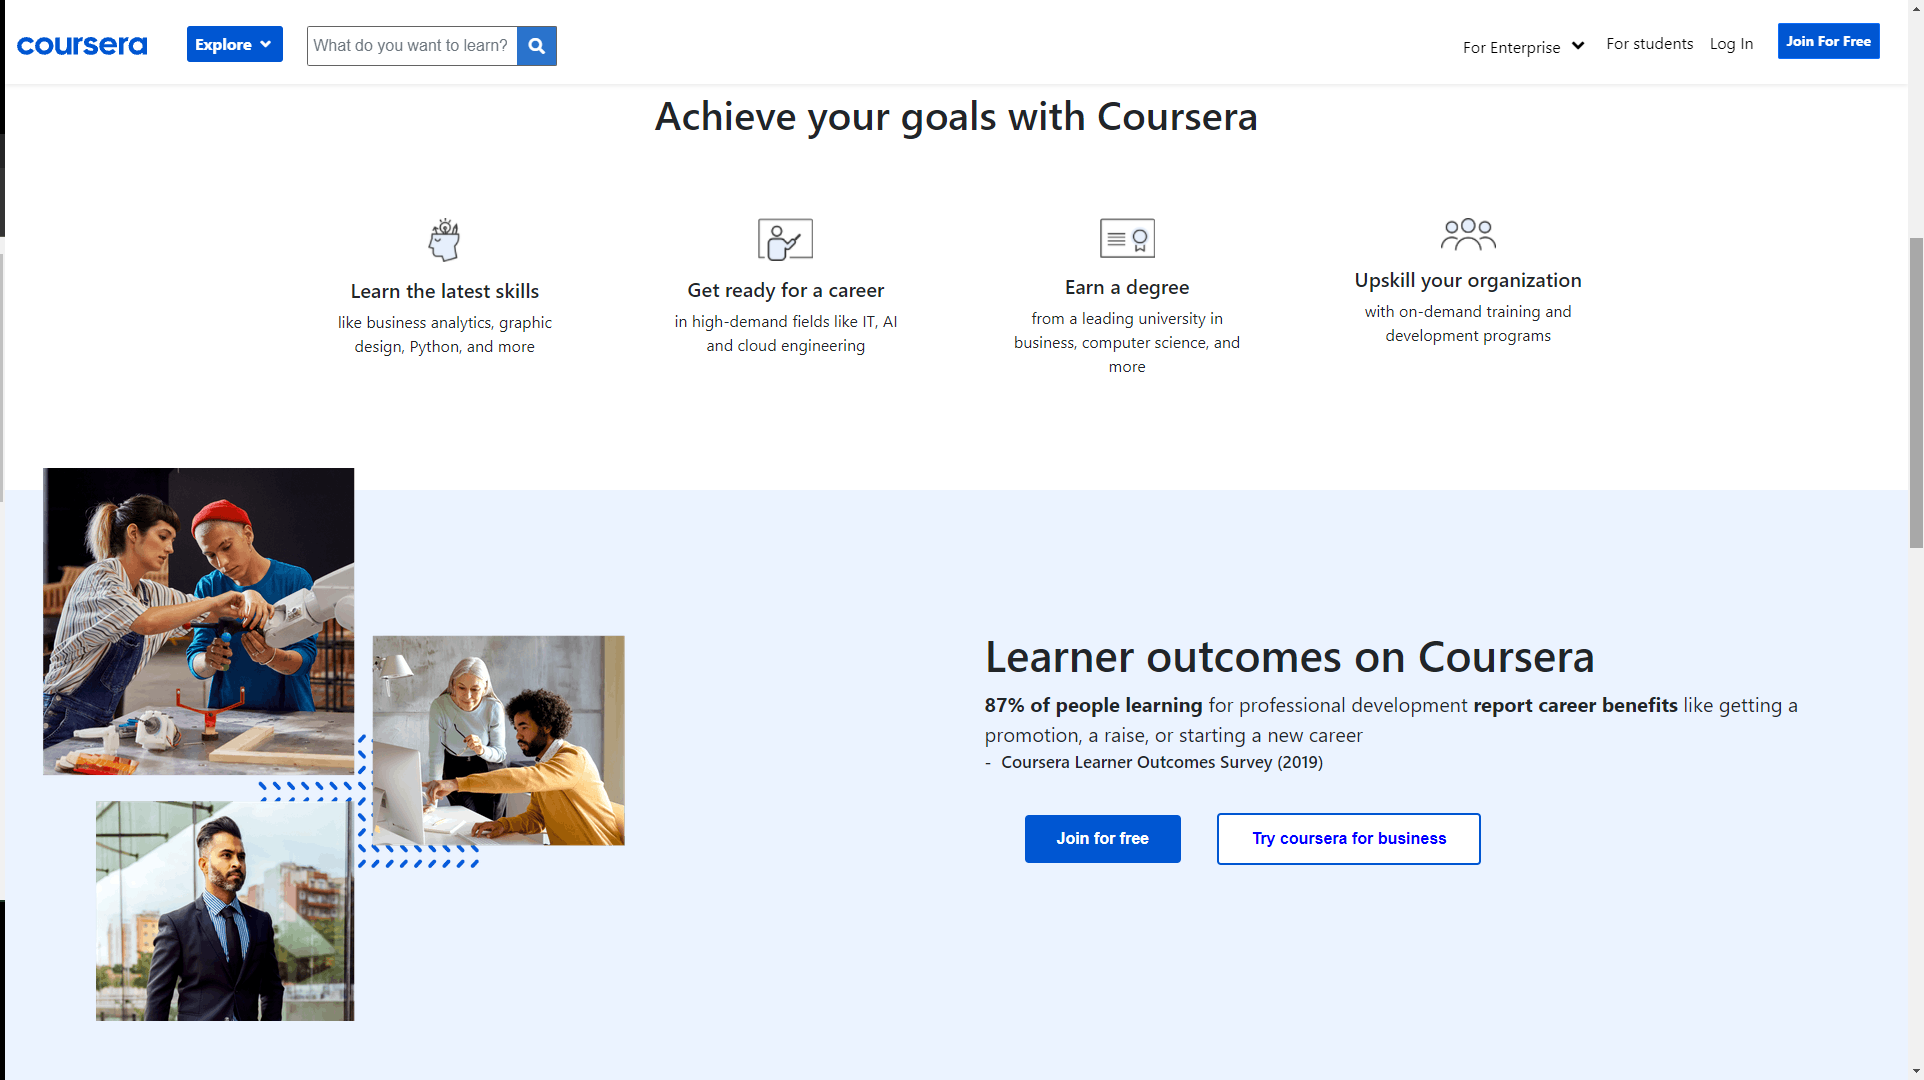 coursera
Explore
What do you want to learn?
For Enterprise
For students
Log In
Join For Free
Achieve your goals with Coursera
Learn the latest skills
like business analytics, graphic
design, Python, and more
Get ready for a career
in high-demand fields like IT, AI
and cloud engineering
Earn a degree
from a leading university in
business, computer science, and
more
Upskill your organization
with on-demand training and
development programs
Learner outcomes on Coursera
87% of people learning for professional development report career benefits like getting a
promotion, a raise, or starting a new career
- Coursera Learner Outcomes Survey (2019)
Join for free
Try coursera for business